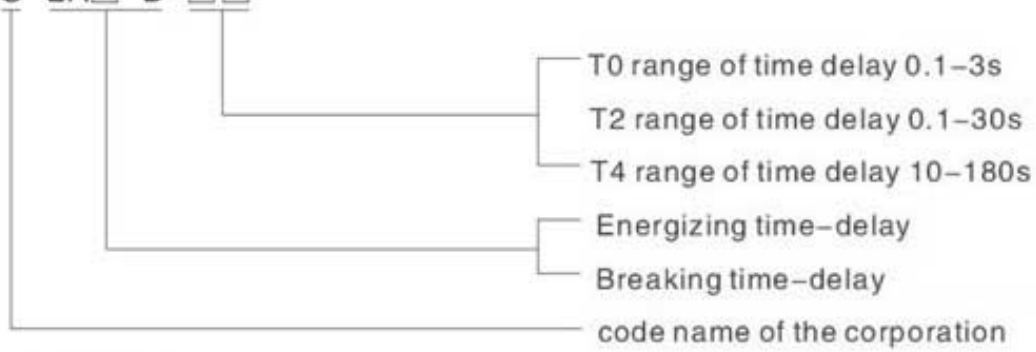 T0 range of time delay 0.1–3s
T2 range of time delay 0.1–30s
T4 range of time delay 10–180s
Energizing time–delay
Breaking time–delay
code name of the corporation